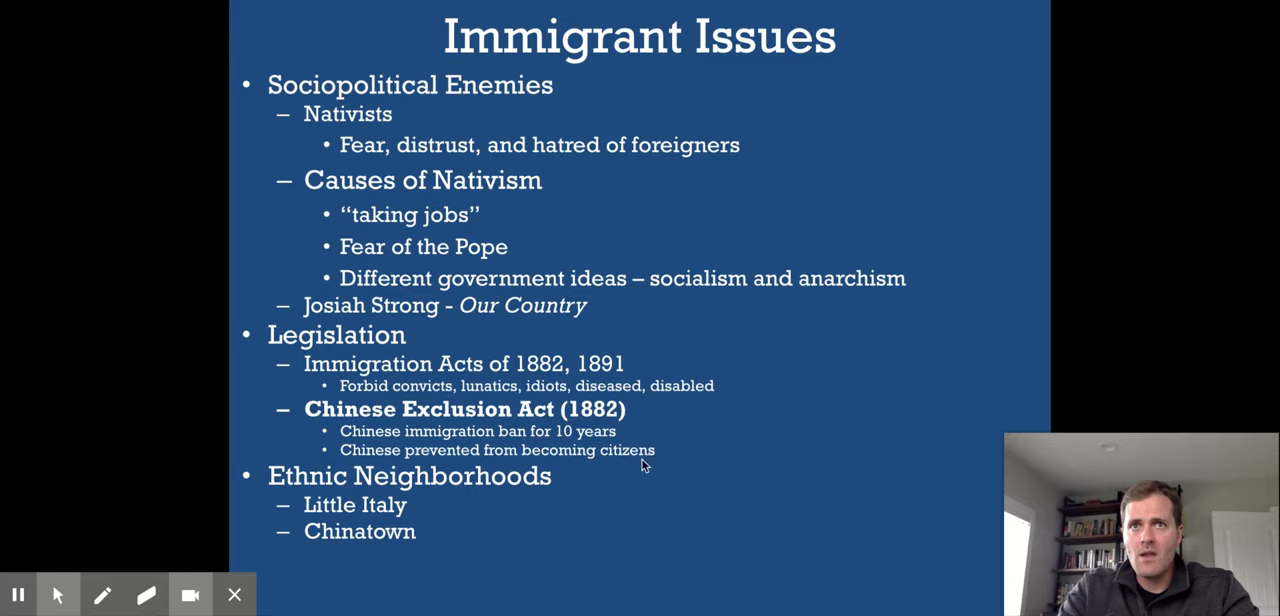 Immigrant Issues
• Sociopolitical Enemies
– Nativists
• Fear, distrust, and hatred of foreigners
– Causes of Nativism
• “taking jobs”
• Fear of the Pope
• Different government ideas – socialism and anarchism
– Josiah Strong - Our Country
• Legislation
– Immigration Acts of 1882, 1891
• Forbid convicts, lunatics, idiots, diseased, disabled
– Chinese Exclusion Act (1882)
• Chinese immigration ban for 10 years
• Chinese prevented from becoming citizens
• Ethnic Neighborhoods
– Little Italy
– Chinatown